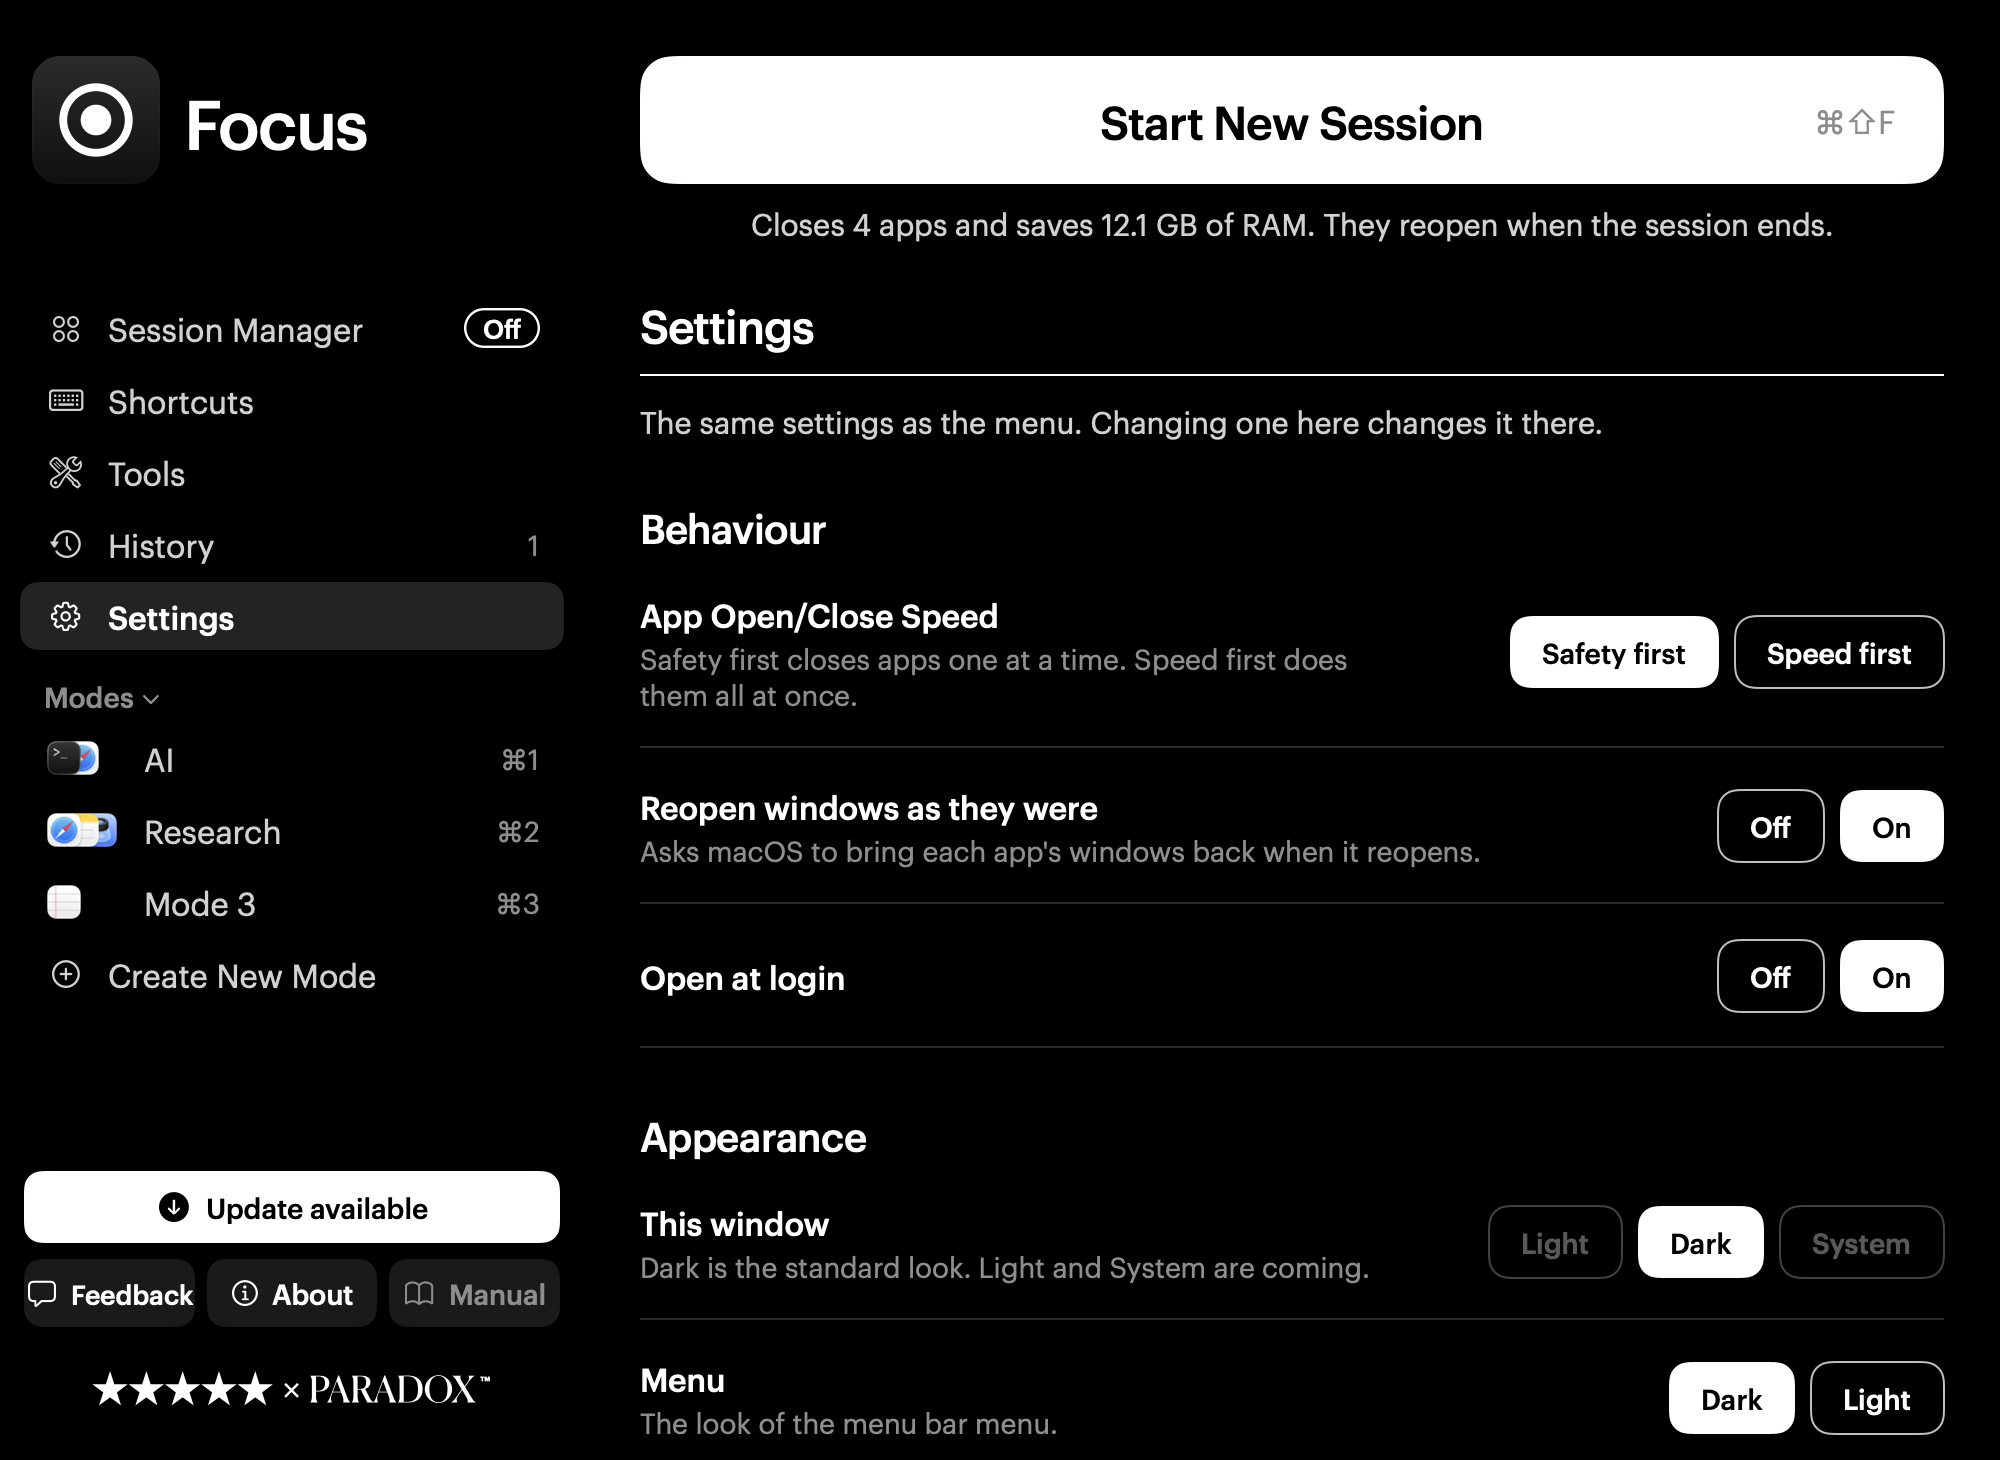 Focus
Start New Session ⌘⇧F
Closes 4 apps and saves 12.1 GB of RAM. They reopen when the session ends.
Session Manager Off
Shortcuts
Tools
History 1
Settings
Modes
AI ⌘1
Research ⌘2
Mode 3 ⌘3
Create New Mode
Update available
Feedback
About
Manual
★★★★★ × PARADOX™
Settings
The same settings as the menu. Changing one here changes it there.
Behaviour
App Open/Close Speed
Safety first closes apps one at a time. Speed first does
them all at once.
Safety first Speed first
Reopen windows as they were
Asks macOS to bring each app's windows back when it reopens.
Off On
Open at login
Off On
Appearance
This window
Dark is the standard look. Light and System are coming.
Light Dark System
Menu
The look of the menu bar menu.
Dark Light